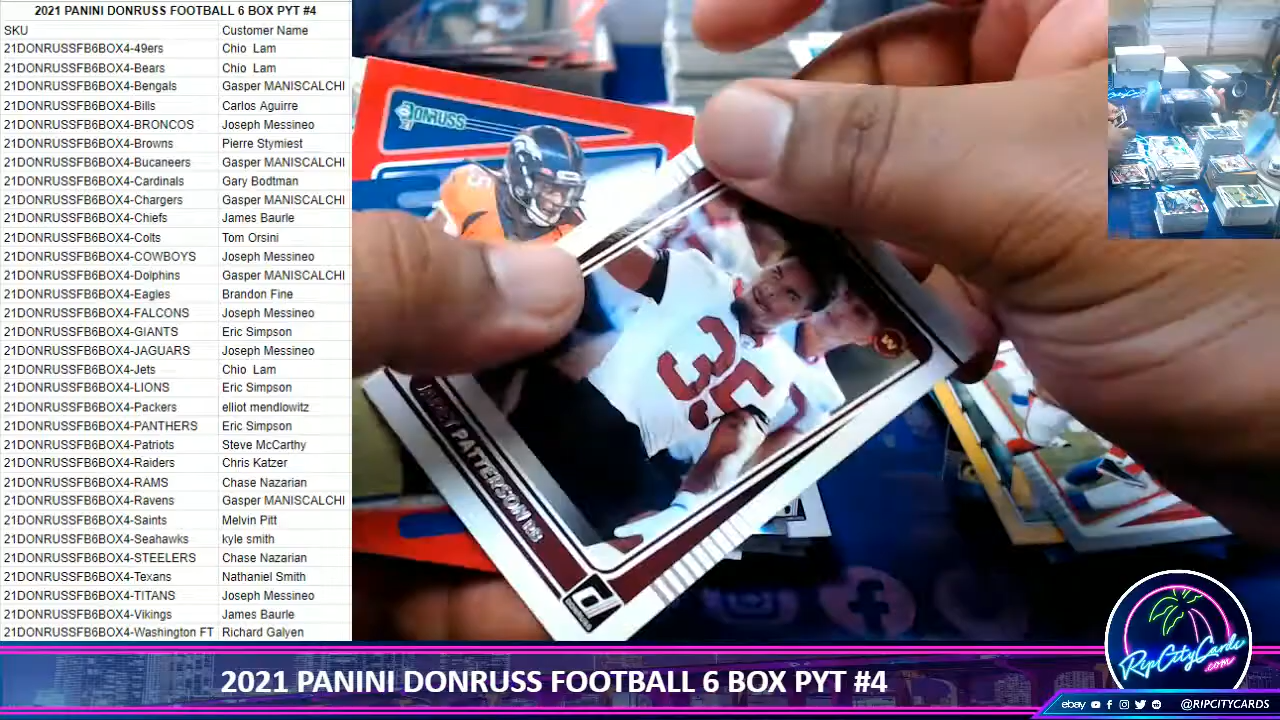 2021 PANINI DONRUSS FOOTBALL 6 BOX PYT #4
SKU Customer Name
21DONRUSSFB6BOX4-49ers Chio Lam
21DONRUSSFB6BOX4-Bears Chio Lam
21DONRUSSFB6BOX4-Bengals Gasper MANISCALCHI
21DONRUSSFB6BOX4-Bills Carlos Aguirre
21DONRUSSFB6BOX4-BRONCOS Joseph Messineo
21DONRUSSFB6BOX4-Browns Pierre Stymiest
21DONRUSSFB6BOX4-Bucaneers Gasper MANISCALCHI
21DONRUSSFB6BOX4-Cardinals Gary Bodtman
21DONRUSSFB6BOX4-Chargers Gasper MANISCALCHI
21DONRUSSFB6BOX4-Chiefs James Baurle
21DONRUSSFB6BOX4-Colts Tom Orsini
21DONRUSSFB6BOX4-COWBOYS Joseph Messineo
21DONRUSSFB6BOX4-Dolphins Gasper MANISCALCHI
21DONRUSSFB6BOX4-Eagles Brandon Fine
21DONRUSSFB6BOX4-FALCONS Joseph Messineo
21DONRUSSFB6BOX4-GIANTS Eric Simpson
21DONRUSSFB6BOX4-JAGUARS Joseph Messineo
21DONRUSSFB6BOX4-Jets Chio Lam
21DONRUSSFB6BOX4-LIONS Eric Simpson
21DONRUSSFB6BOX4-Packers elliot mendlowitz
21DONRUSSFB6BOX4-PANTHERS Eric Simpson
21DONRUSSFB6BOX4-Patriots Steve McCarthy
21DONRUSSFB6BOX4-Raiders Chris Katzer
21DONRUSSFB6BOX4-RAMS Chase Nazarian
21DONRUSSFB6BOX4-Ravens Gasper MANISCALCHI
21DONRUSSFB6BOX4-Saints Melvin Pitt
21DONRUSSFB6BOX4-Seahawks kyle smith
21DONRUSSFB6BOX4-STEELERS Chase Nazarian
21DONRUSSFB6BOX4-Texans Nathaniel Smith
21DONRUSSFB6BOX4-TITANS Joseph Messineo
21DONRUSSFB6BOX4-Vikings James Baurle
21DONRUSSFB6BOX4-Washington FT Richard Galyen
DONRUSS
35
PATTERSON RB
RipCityCards
.com
2021 PANINI DONRUSS FOOTBALL 6 BOX PYT #4
ebay @RIPCITYCARDS